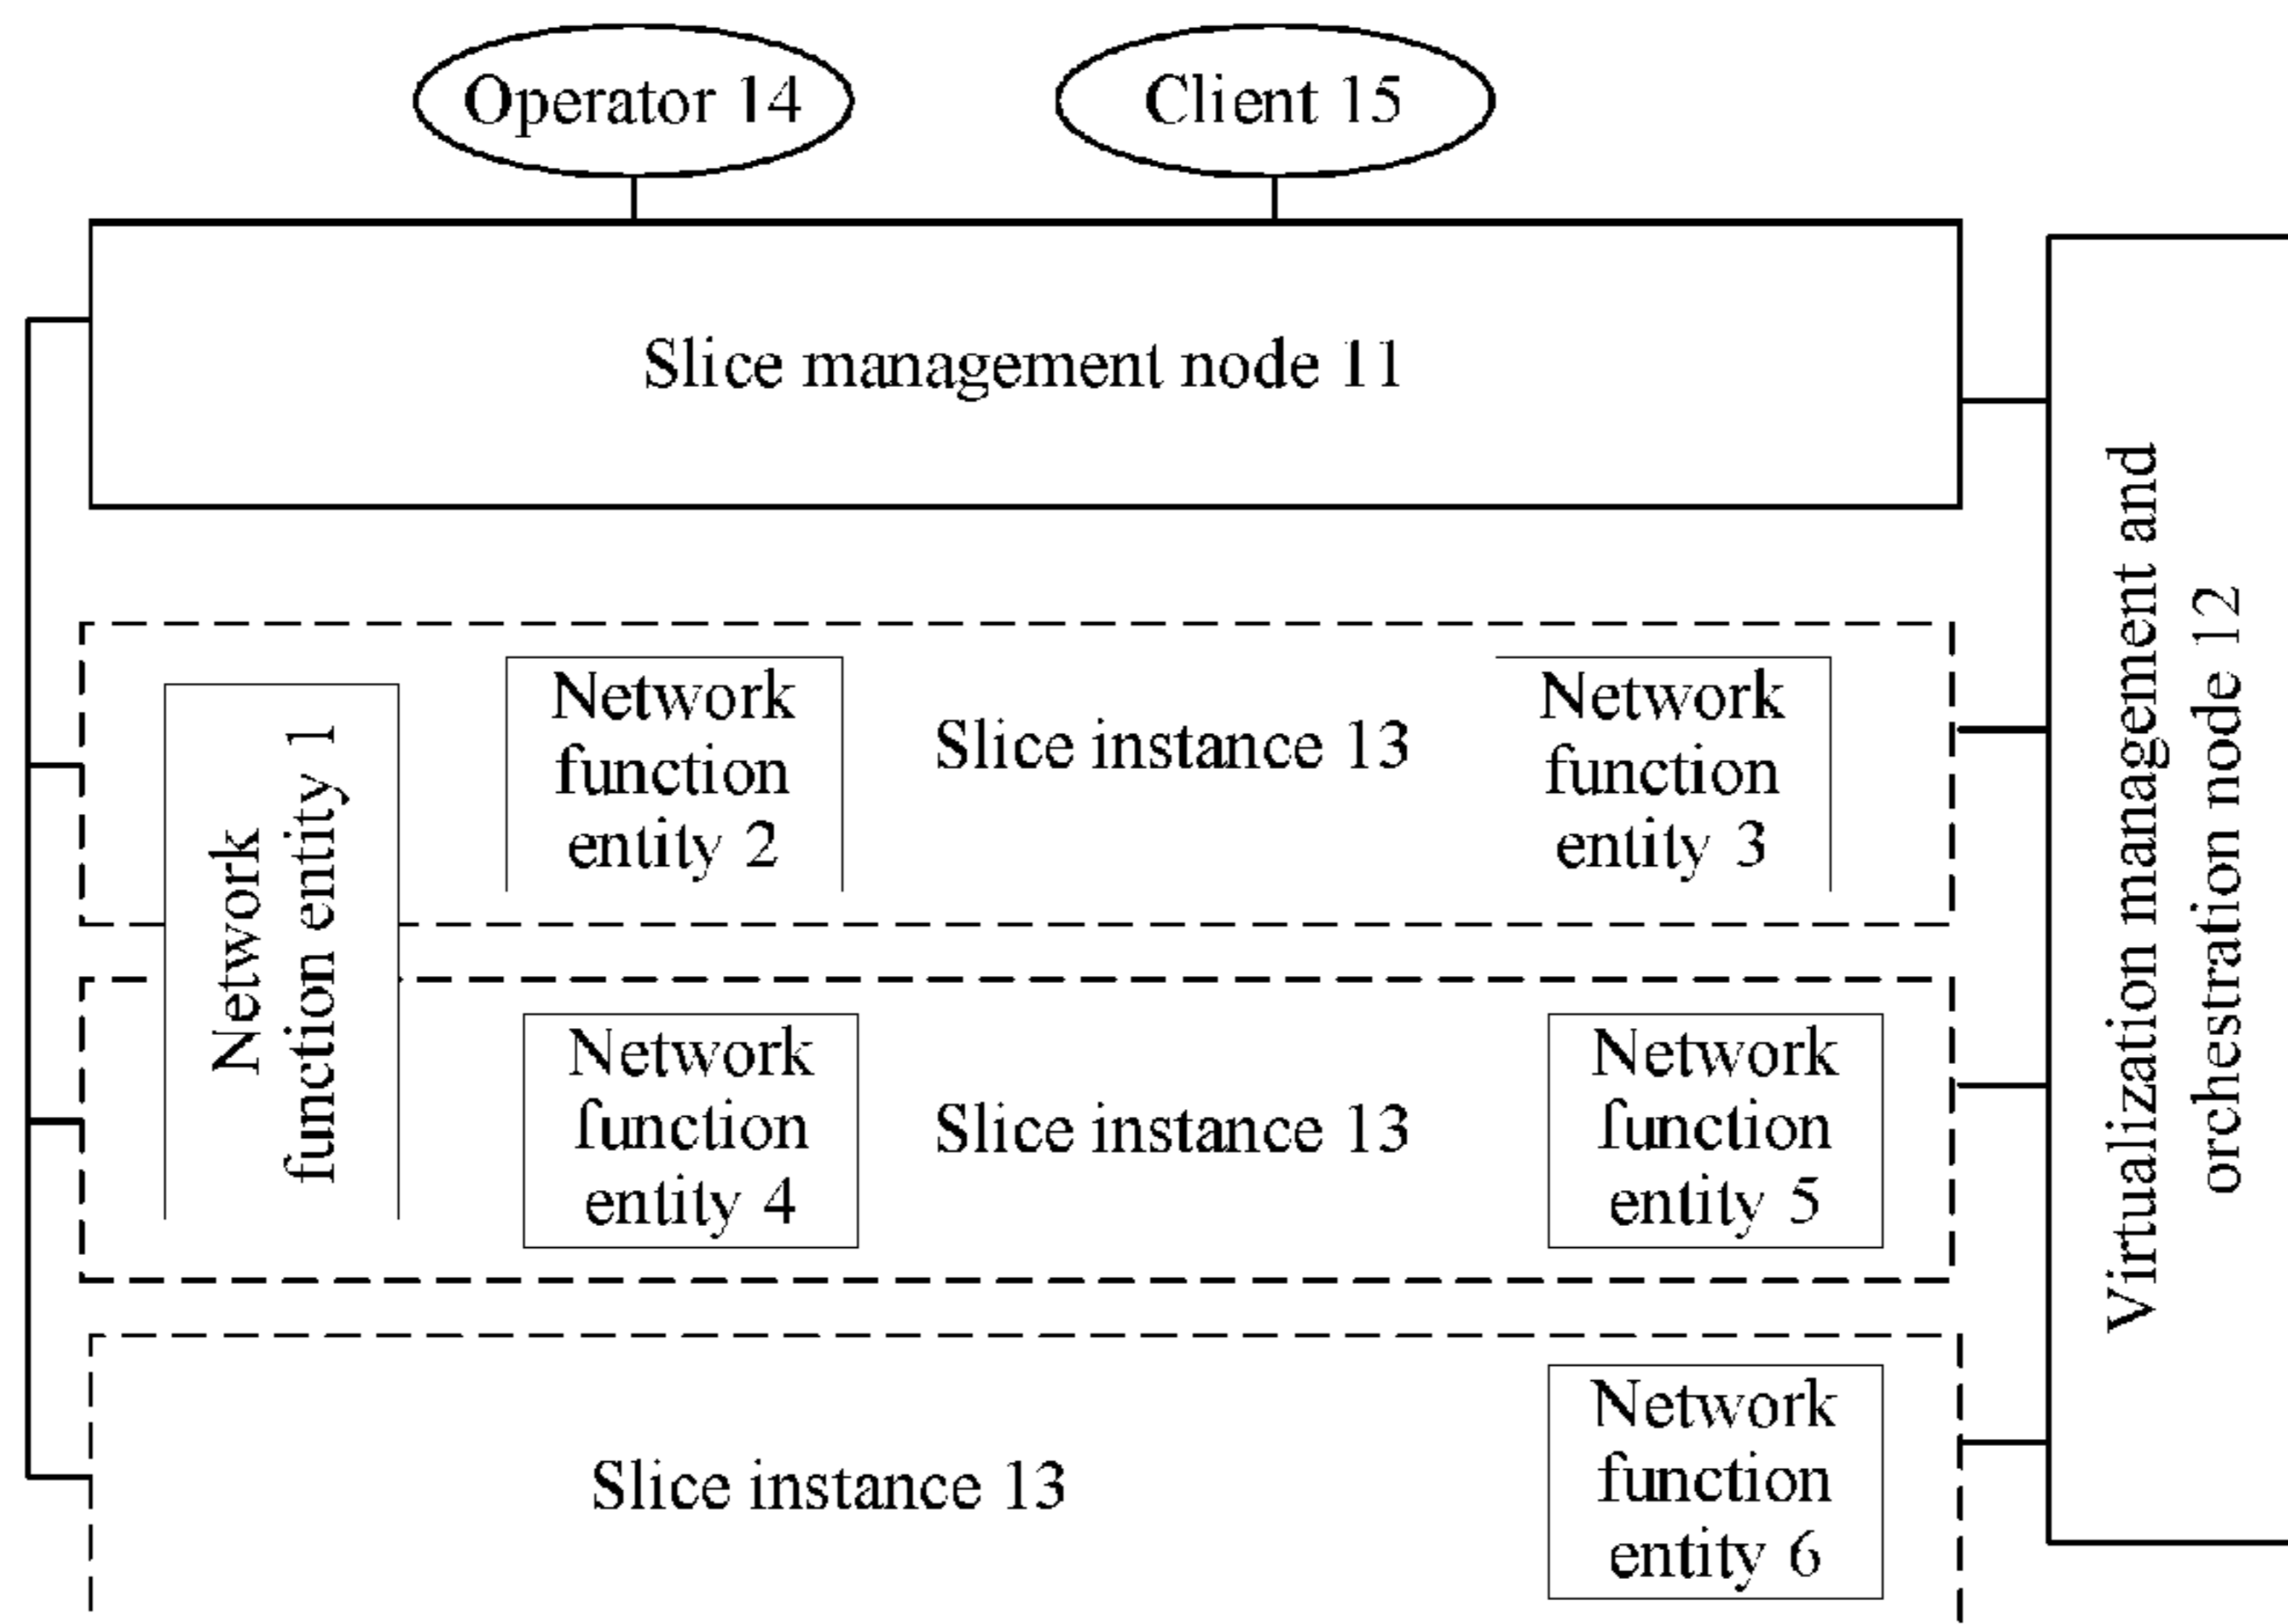 Operator 14
Client 15
Slice management node 11
Virtualization management and
orchestration node 12
Network
function entity 1
Network
function
entity 2
Slice instance 13
Network
function
entity 3
Network
function
entity 4
Slice instance 13
Network
function
entity 5
Slice instance 13
Network
function
entity 6